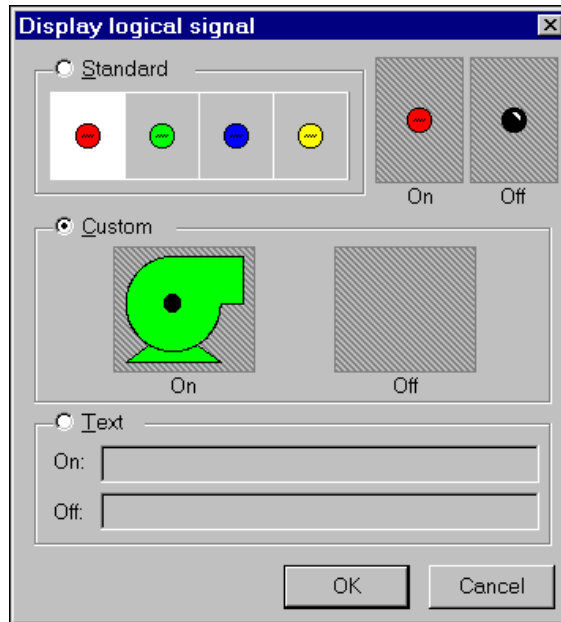 Display logical signal
Standard
On Off
Custom
On Off
Text
On:
Off:
OK Cancel